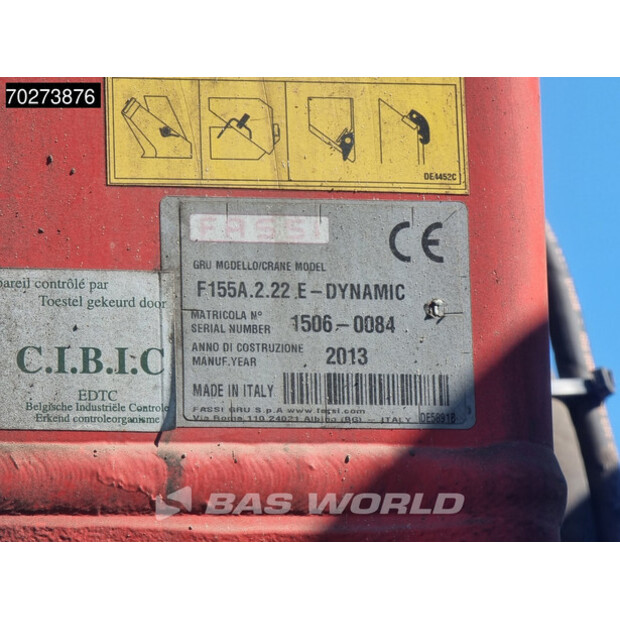 70273876
DE4452C
FASSI
CE
GRU MODELLO/CRANE MODEL
F155A.2.22 E-DYNAMIC
MATRICOLA Nº
SERIAL NUMBER 1506-0084
ANNO DI COSTRUZIONE
MANUF.YEAR 2013
MADE IN ITALY
FASSI GRU S.p.A www.fassi.com
Via Roma,110 24021 Albino (BG) - ITALY DE5891B
pareil contrôlé par
Toestel gekeurd door
C.I.B.I.C
EDTC
Belgische Industriële Controle
Erkend controleorganisme
BAS WORLD